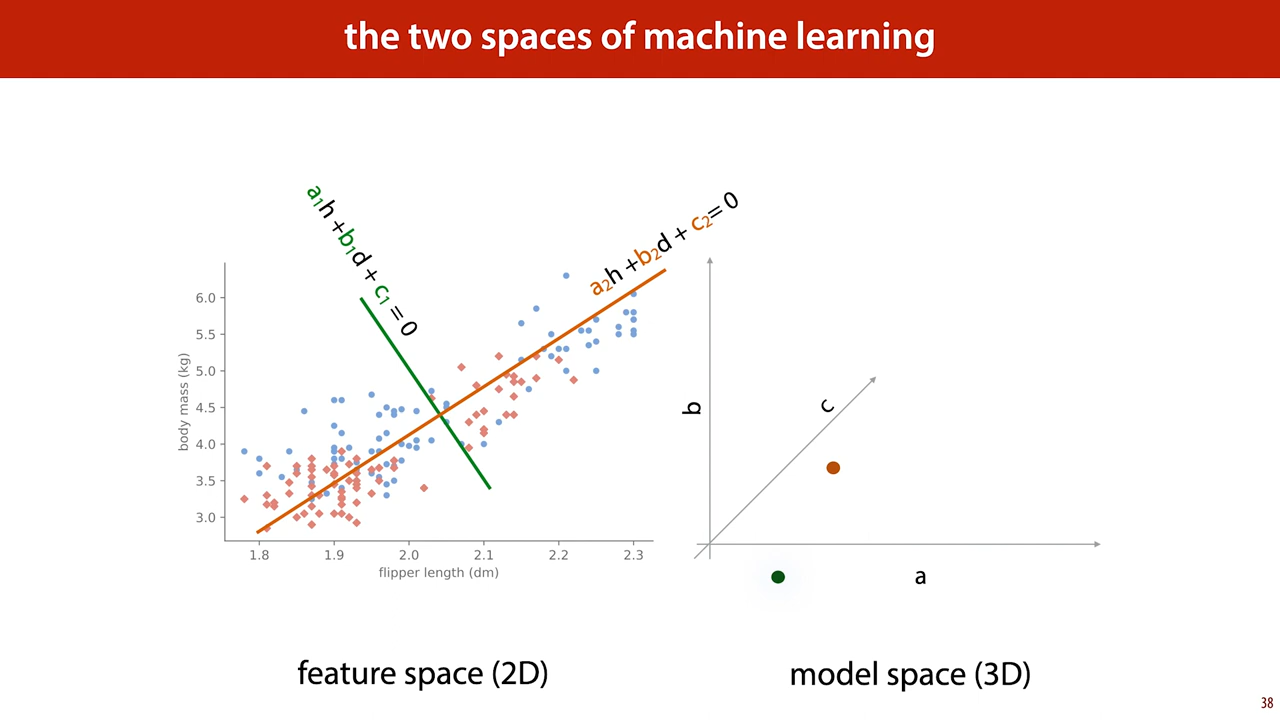 the two spaces of machine learning
a₁h +b₁d + c₁ = 0
a₂h +b₂d + c₂= 0
6.0
5.5
5.0
4.5
4.0
3.5
3.0
body mass (kg)
1.8 1.9 2.0 2.1 2.2 2.3
flipper length (dm)
b
c
a
feature space (2D)
model space (3D)
38